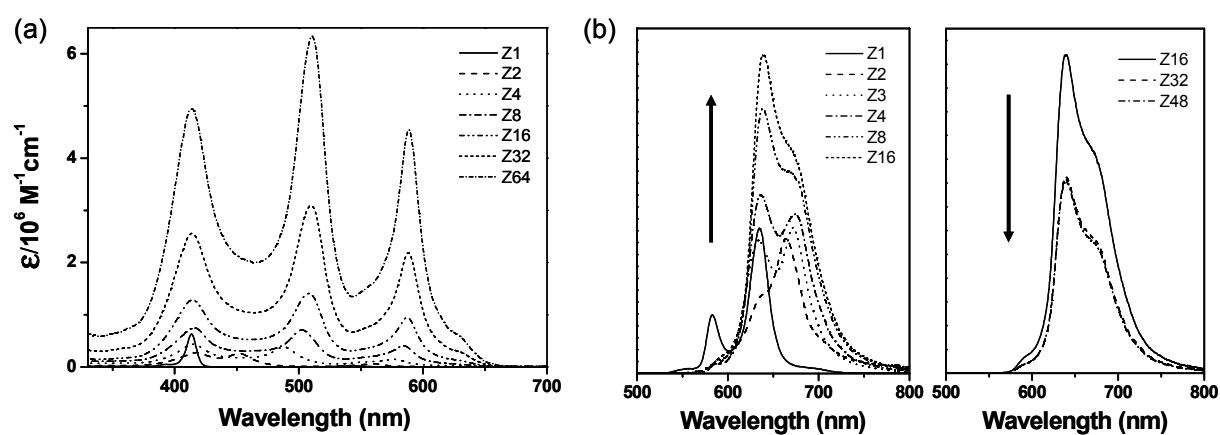 (a)
ε/10⁶ M⁻¹cm⁻¹
6
4
2
0
400
500
600
700
Wavelength (nm)
Z1
Z2
Z4
Z8
Z16
Z32
Z64
(b)
Z1
Z2
Z3
Z4
Z8
Z16
500
600
700
800
Wavelength (nm)
Z16
Z32
Z48
500
600
700
800
Wavelength (nm)